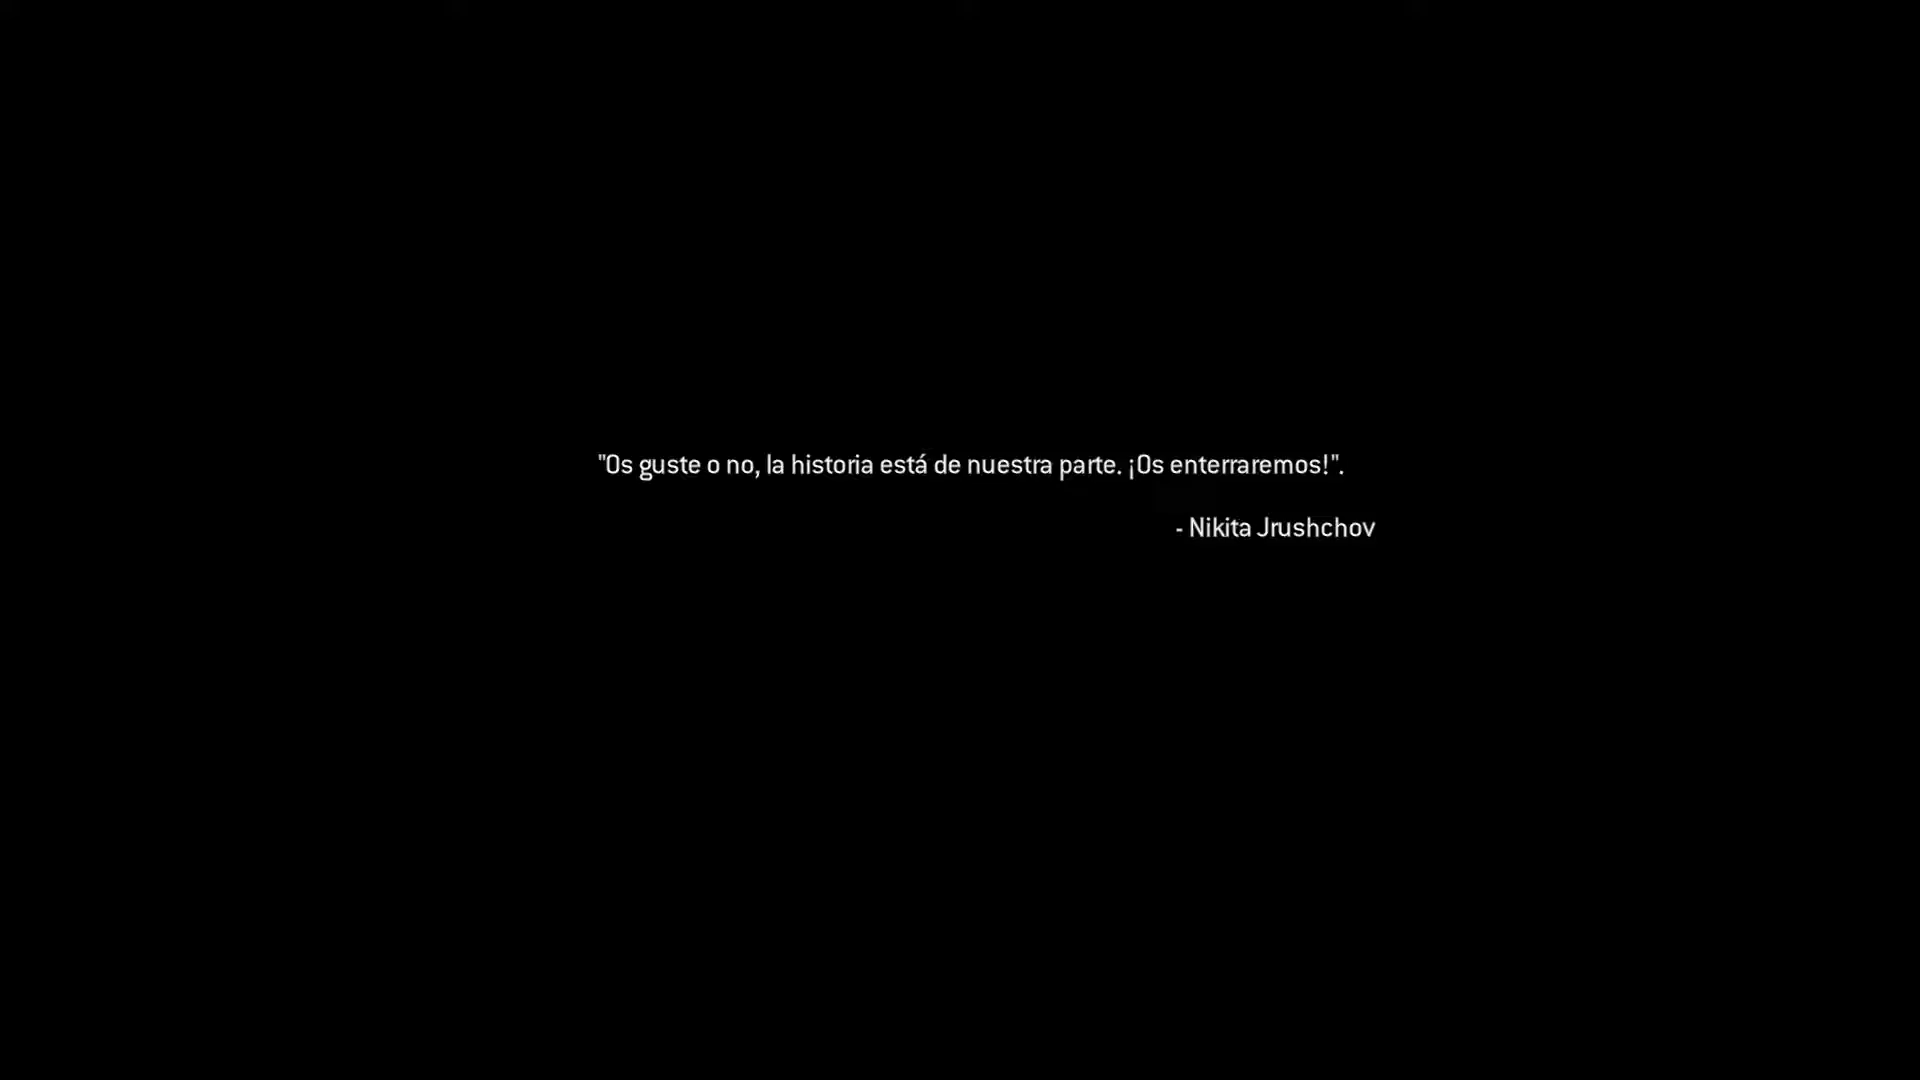 "Os guste o no, la historia está de nuestra parte. ¡Os enterraremos!".
- Nikita Jrushchov